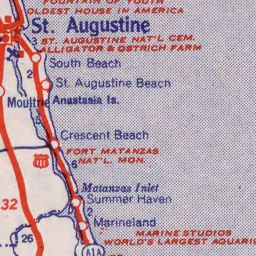 FOUNTAIN OF YOUTH
OLDEST HOUSE IN AMERICA
St. Augustine
3
ST. AUGUSTINE NAT'L CEM.
ALLIGATOR & OSTRICH FARM
South Beach
2
St. Augustine Beach
Moultrie
Anastasia Is.
5
Crescent Beach
FORT MATANZAS
NAT'L. MON.
6
Matanzas Inlet
32
Summer Haven
2
Marineland
2
26
MARINE STUDIOS
WORLD'S LARGEST AQUARI
A1A